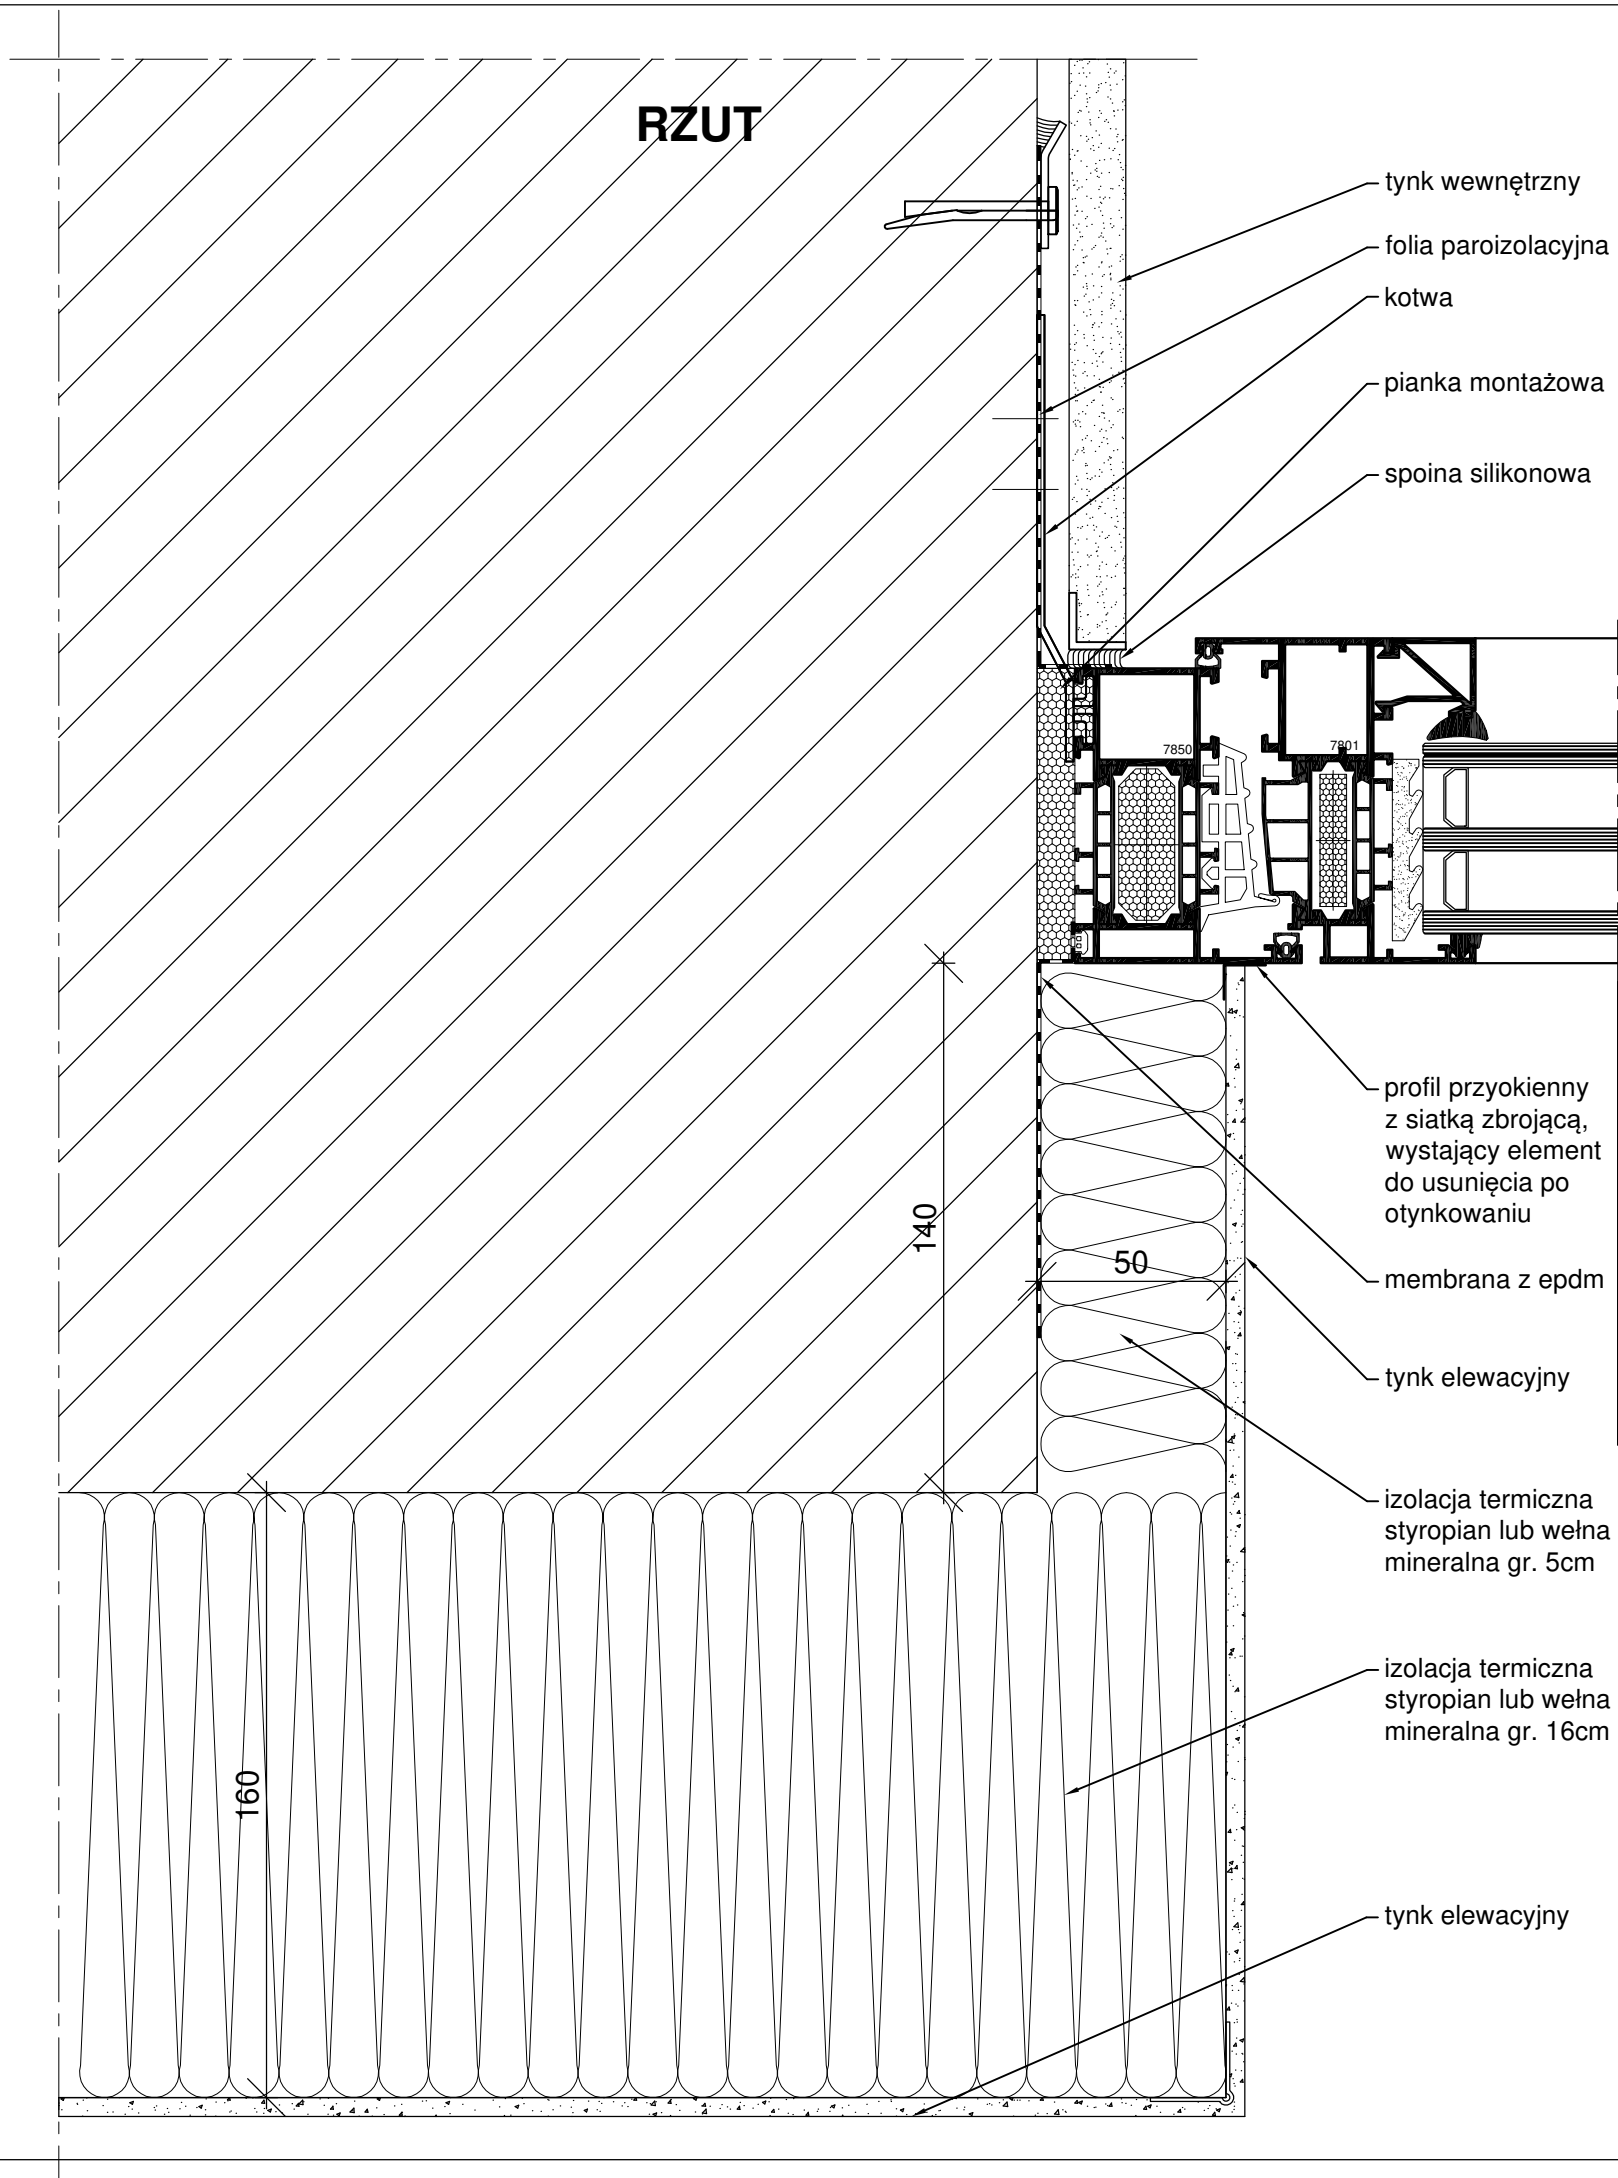 RZUT
tynk wewnętrzny
folia paroizolacyjna
kotwa
pianka montażowa
spoina silikonowa
7850
7801
profil przyokienny
z siatką zbrojącą,
wystający element
do usunięcia po
otynkowaniu
140
50
membrana z epdm
tynk elewacyjny
izolacja termiczna
styropian lub wełna
mineralna gr. 5cm
izolacja termiczna
styropian lub wełna
mineralna gr. 16cm
160
tynk elewacyjny